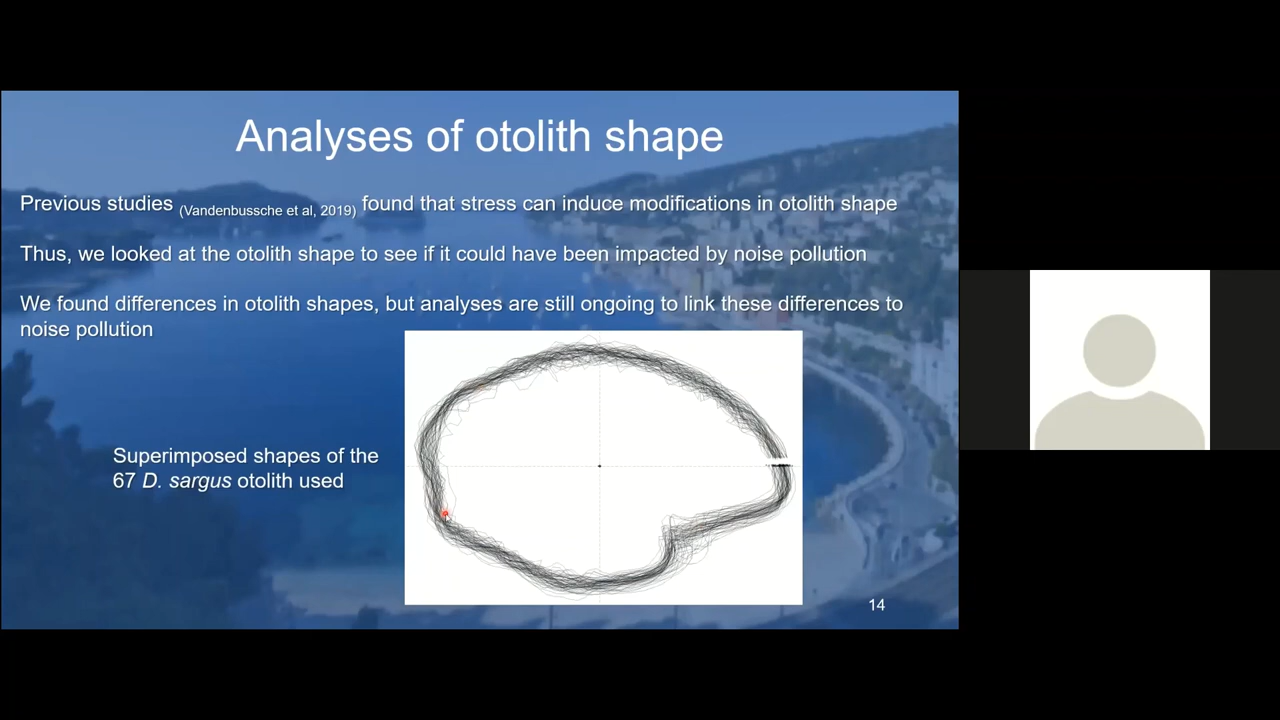 Analyses of otolith shape
Previous studies (Vandenbussche et al, 2019) found that stress can induce modifications in otolith shape
Thus, we looked at the otolith shape to see if it could have been impacted by noise pollution
We found differences in otolith shapes, but analyses are still ongoing to link these differences to
noise pollution
Superimposed shapes of the
67 D. sargus otolith used
14